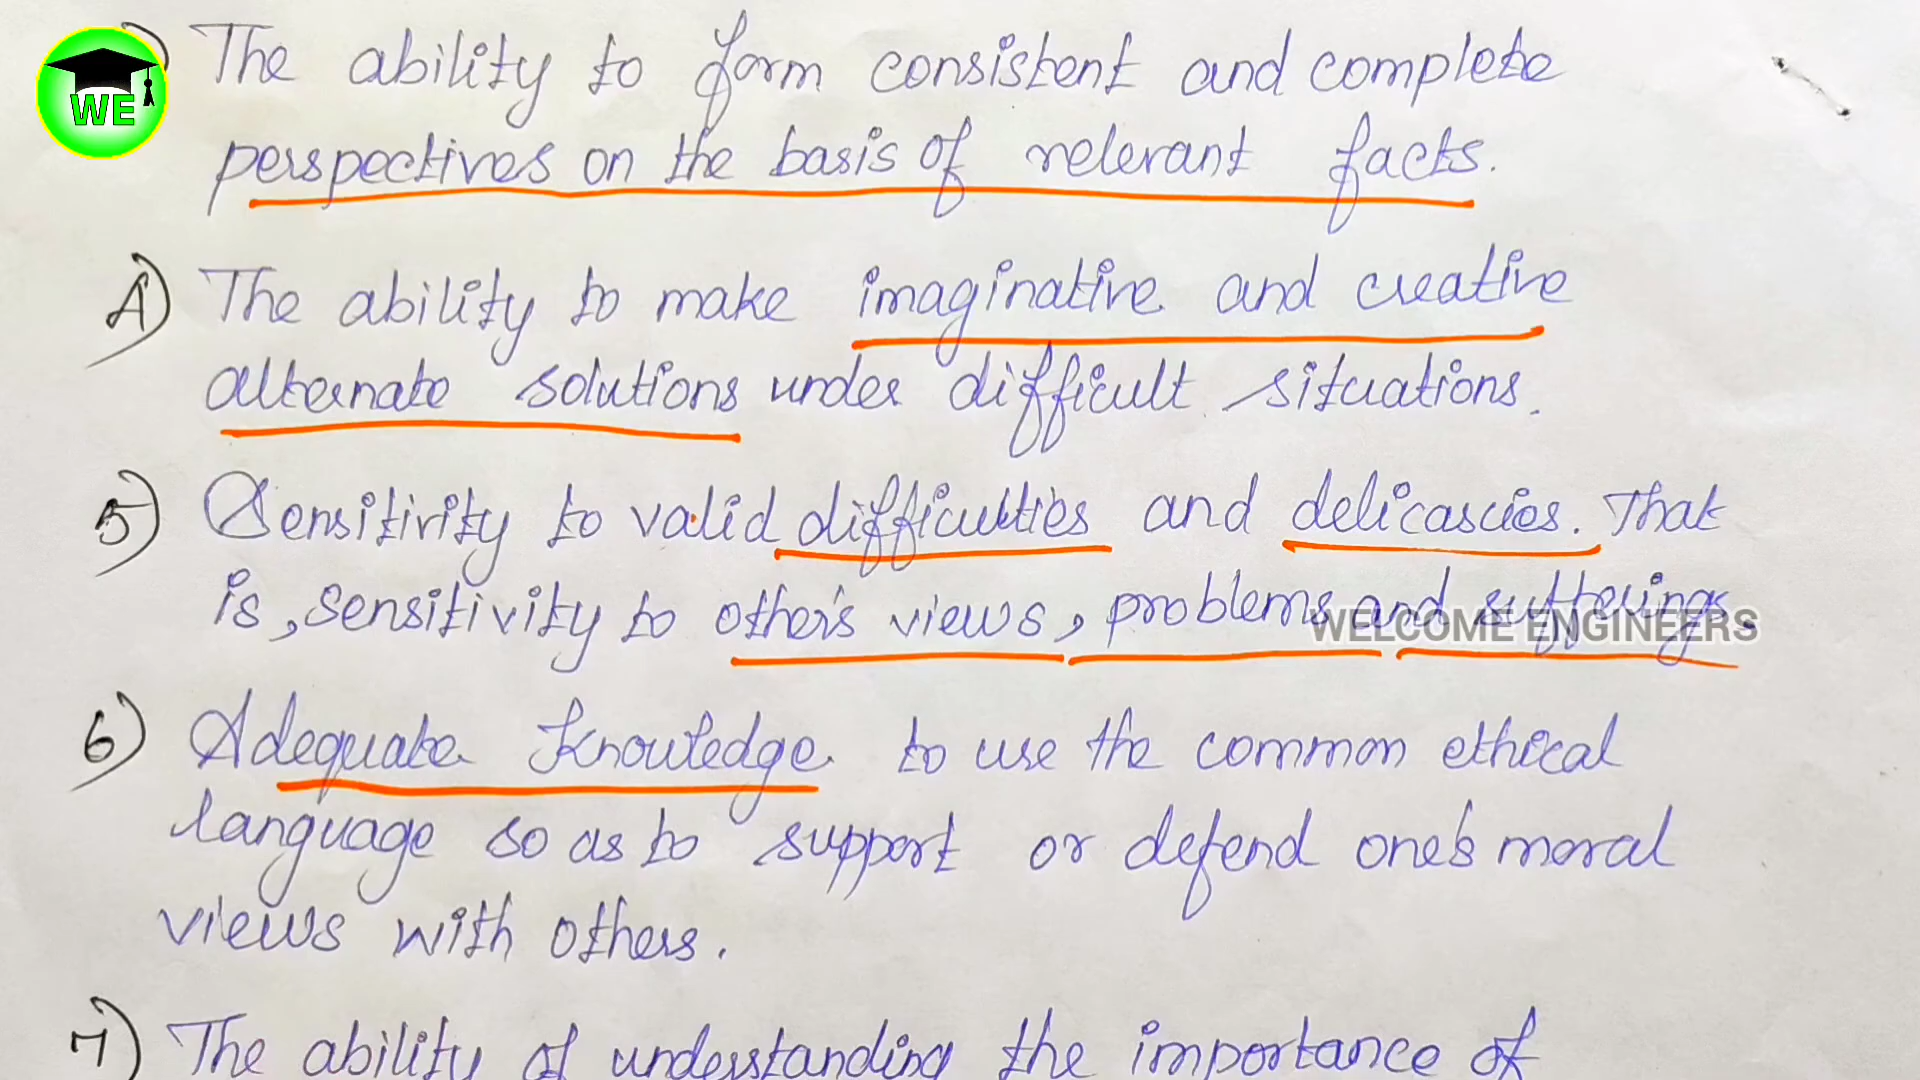 WE
) The ability to form consistent and complete
perspectives on the basis of relevant facts.
4) The ability to make imaginative and creative
alternate solutions under difficult situations.
5) Sensitivity to valid difficulties and delicascies. That
is, sensitivity to other's views, problems and sufferings.
WELCOME ENGINEERS
6) Adequate knowledge to use the common ethical
language so as to support or defend one's moral
views with others.
7) The ability of understanding the importance of